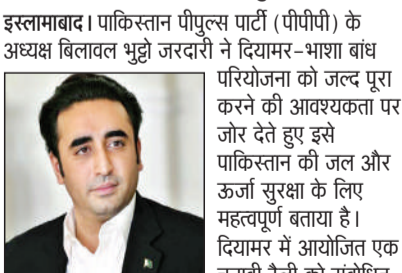 इस्लामाबाद। पाकिस्तान पीपुल्स पार्टी (पीपीपी) के
अध्यक्ष बिलावल भुट्टो जरदारी ने दियामर-भाशा बांध
परियोजना को जल्द पूरा
करने की आवश्यकता पर
जोर देते हुए इसे
पाकिस्तान की जल और
ऊर्जा सुरक्षा के लिए
महत्वपूर्ण बताया है।
दियामर में आयोजित एक